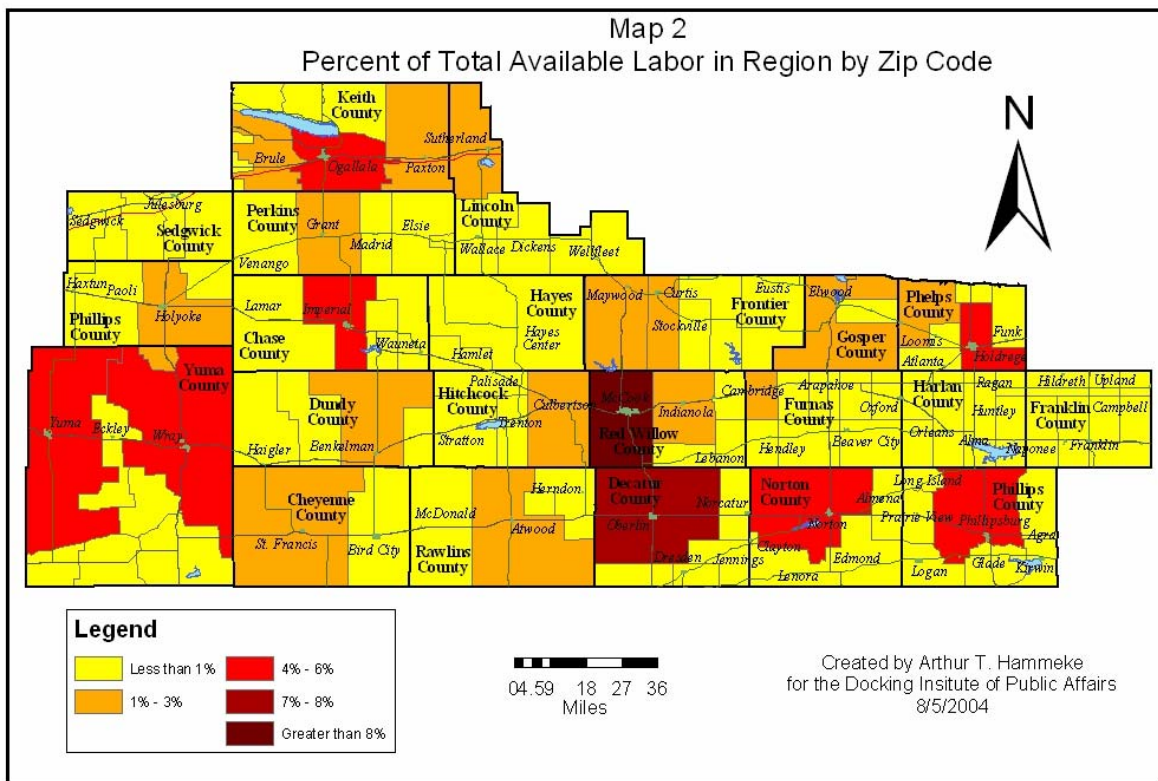 Map 2
Percent of Total Available Labor in Region by Zip Code
N
Keith
County
Sutherland
Brule
Ogallala
Paxton
Julesburg
Sedgwick
Sedgwick
County
Perkins
County
Grant
Elsie
Madrid
Venango
Lincoln
County
Wallace
Dickens
Wellfleet
Haxtun
Paoli
Holyoke
Phillips
County
Lamar
Imperial
Chase
County
Wauneta
Hayes
County
Hayes
Center
Hamlet
Maywood
Curtis
Stockville
Eustis
Frontier
County
Elwood
Gosper
County
Phelps
County
Funk
Loomis
Holdrege
Atlanta
Yuma
County
Yuma
Eckley
Wray
Dundy
County
Haigler
Benkelman
Palisade
Hitchcock
County
Culbertson
Trenton
Stratton
McCook
Indianola
Red Willow
County
Cambridge
Lebanon
Arapahoe
Furnas
County
Oxford
Hendley
Beaver City
Harlan
County
Ragan
Huntley
Orleans
Alma
Naponee
Hildreth
Upland
Franklin
County
Campbell
Franklin
Cheyenne
County
St. Francis
Bird City
McDonald
Herndon
Atwood
Rawlins
County
Decatur
County
Oberlin
Norcatur
Dresden
Jennings
Norton
County
Almena
Norton
Clayton
Edmond
Lenora
Long Island
Prairie View
Phillips
County
Phillipsburg
Agra
Glade
Kirwin
Logan
Legend
Less than 1%
1% - 3%
4% - 6%
7% - 8%
Greater than 8%
04.59 18 27 36
Miles
Created by Arthur T. Hammeke
for the Docking Insitute of Public Affairs
8/5/2004